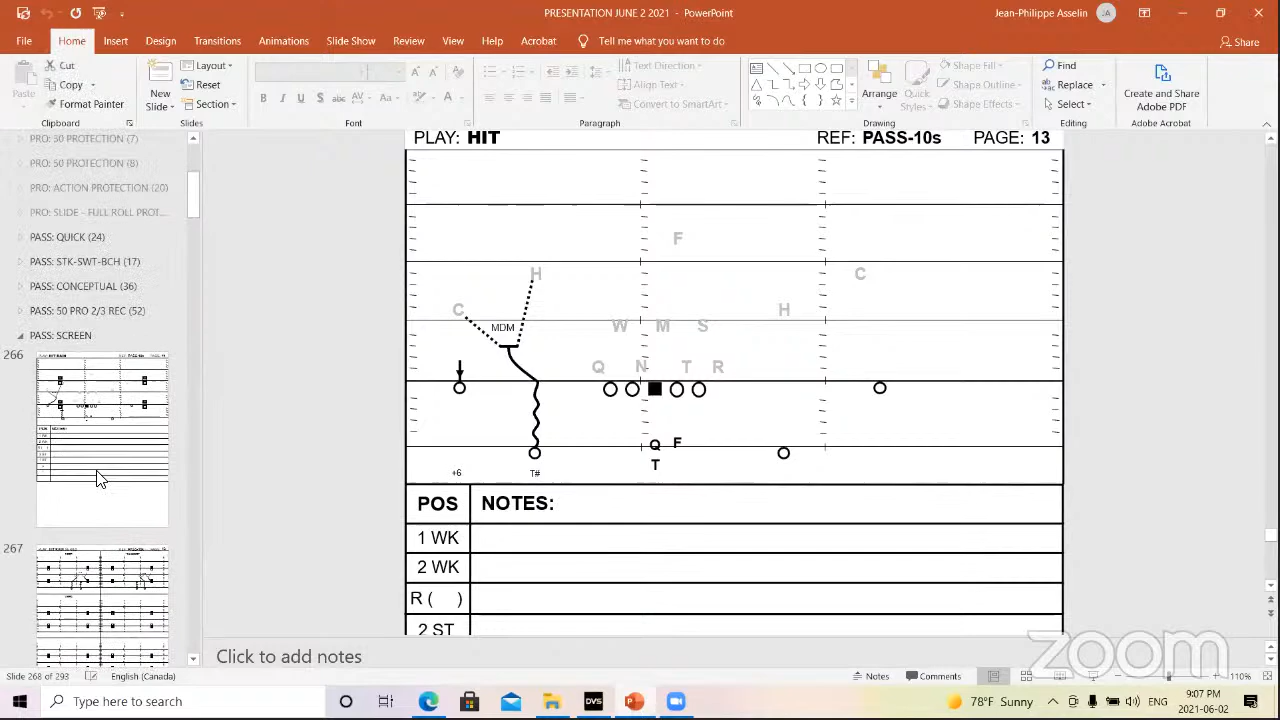 PRESENTATION JUNE 2 2021 - PowerPoint
Jean-Philippe Asselin
JA
File Home Insert Design Transitions Animations Slide Show Review View Help Acrobat Tell me what you want to do
Share
Cut
Copy
Format Painter
Paste
Clipboard
New
Slide
Layout
Reset
Section
Slides
Font
Text Direction
Align Text
Convert to SmartArt
Paragraph
Arrange
Quick
Styles
Shape Fill
Shape Outline
Shape Effects
Drawing
Find
Replace
Select
Editing
Create and Share
Adobe PDF
Adobe Acrobat
PRO: 30 PROTECTION (7)
PRO: 50 PROTECTION (8)
PRO: ACTION PROTECTION (20)
PRO: SLIDE - FULL ROLL PROT...
PASS: QUICK (24)
PASS: STK-SWT-BCH (17)
PASS: CONCEPTUAL (36)
PASS: 50 PRO 2/3 REC (52)
PASS: SCREEN
266
267
PLAY: HIT REF: PASS-10s PAGE: 13
F
H C
C H
MDM W M S
Q N T R
Q F
T
+6 T#
POS NOTES:
1 WK
2 WK
R ( )
2 ST
Click to add notes
zoom
Slide 268 of 293 English (Canada) Notes Comments 110%
Type here to search
DVS
78°F Sunny
9:07 PM
2021-06-02